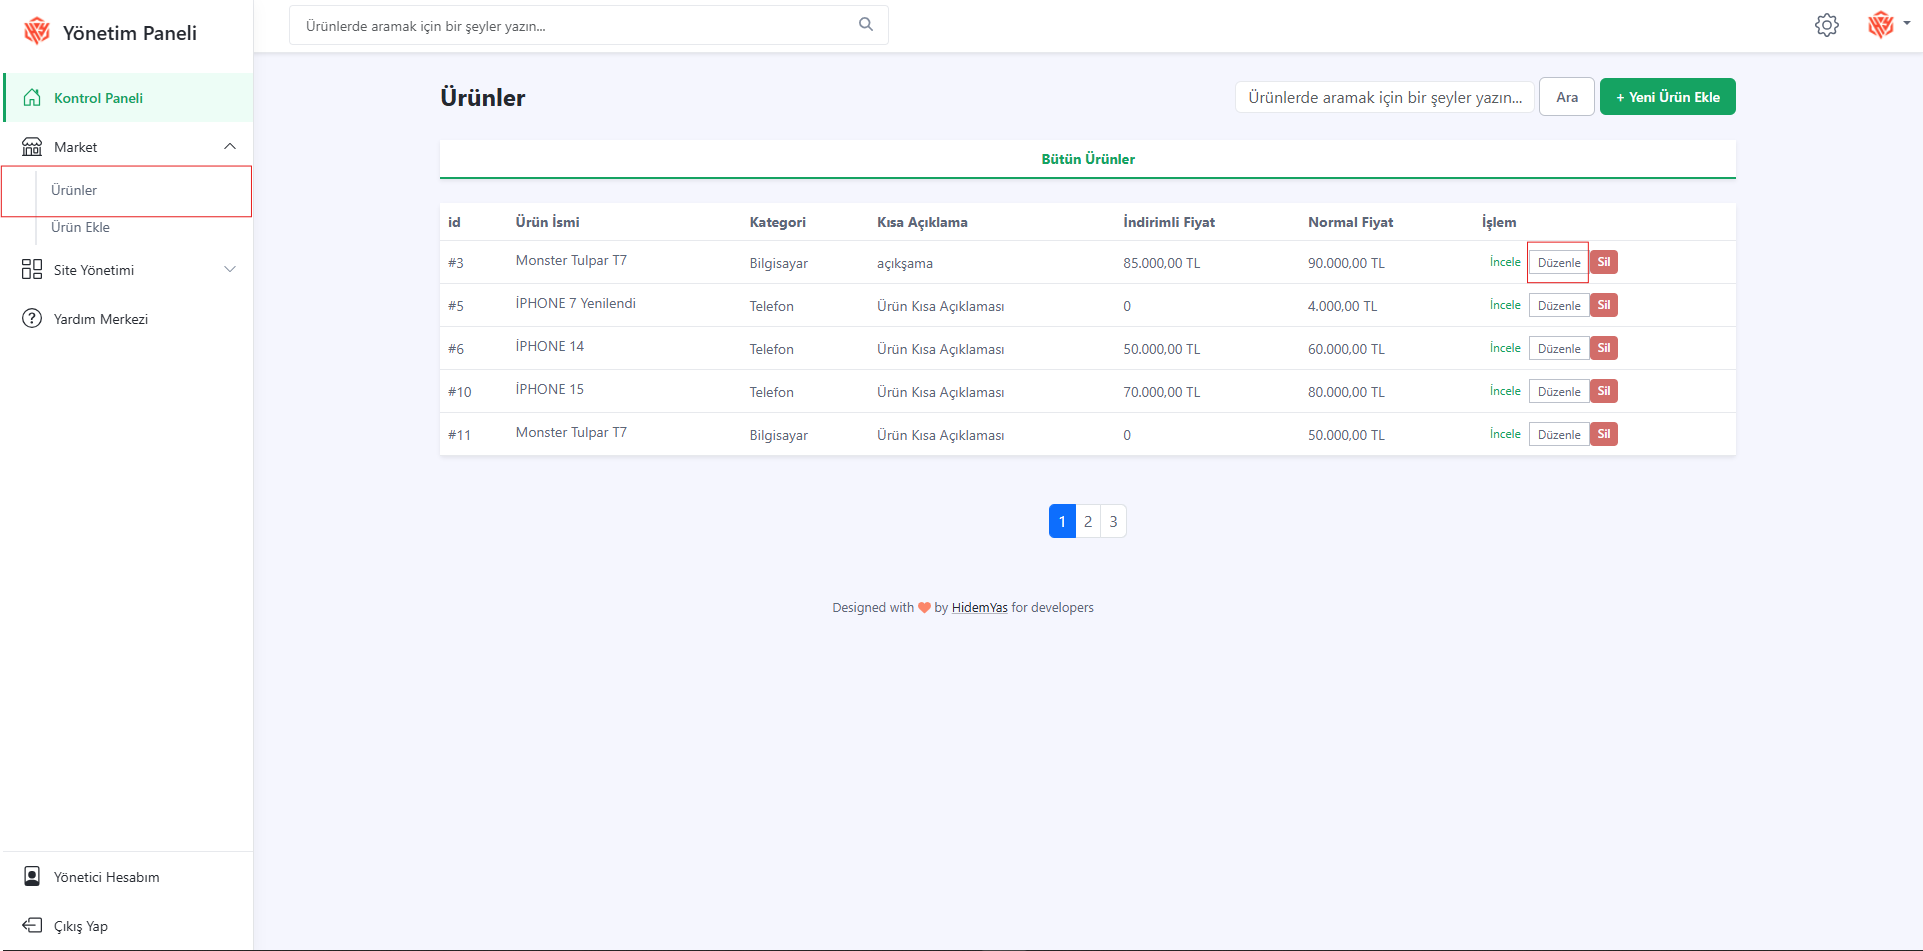 Yönetim Paneli
Ürünlerde aramak için bir şeyler yazın...
Kontrol Paneli
Market
Ürünler
Ürün Ekle
Site Yönetimi
Yardım Merkezi
Yönetici Hesabım
Çıkış Yap
Ürünler
Ürünlerde aramak için bir şeyler yazın... Ara + Yeni Ürün Ekle
Bütün Ürünler
id Ürün İsmi Kategori Kısa Açıklama İndirimli Fiyat Normal Fiyat İşlem
#3 Monster Tulpar T7 Bilgisayar açıkşama 85.000,00 TL 90.000,00 TL İncele Düzenle Sil
#5 İPHONE 7 Yenilendi Telefon Ürün Kısa Açıklaması 0 4.000,00 TL İncele Düzenle Sil
#6 İPHONE 14 Telefon Ürün Kısa Açıklaması 50.000,00 TL 60.000,00 TL İncele Düzenle Sil
#10 İPHONE 15 Telefon Ürün Kısa Açıklaması 70.000,00 TL 80.000,00 TL İncele Düzenle Sil
#11 Monster Tulpar T7 Bilgisayar Ürün Kısa Açıklaması 0 50.000,00 TL İncele Düzenle Sil
1 2 3
Designed with 🧡 by HidemYas for developers